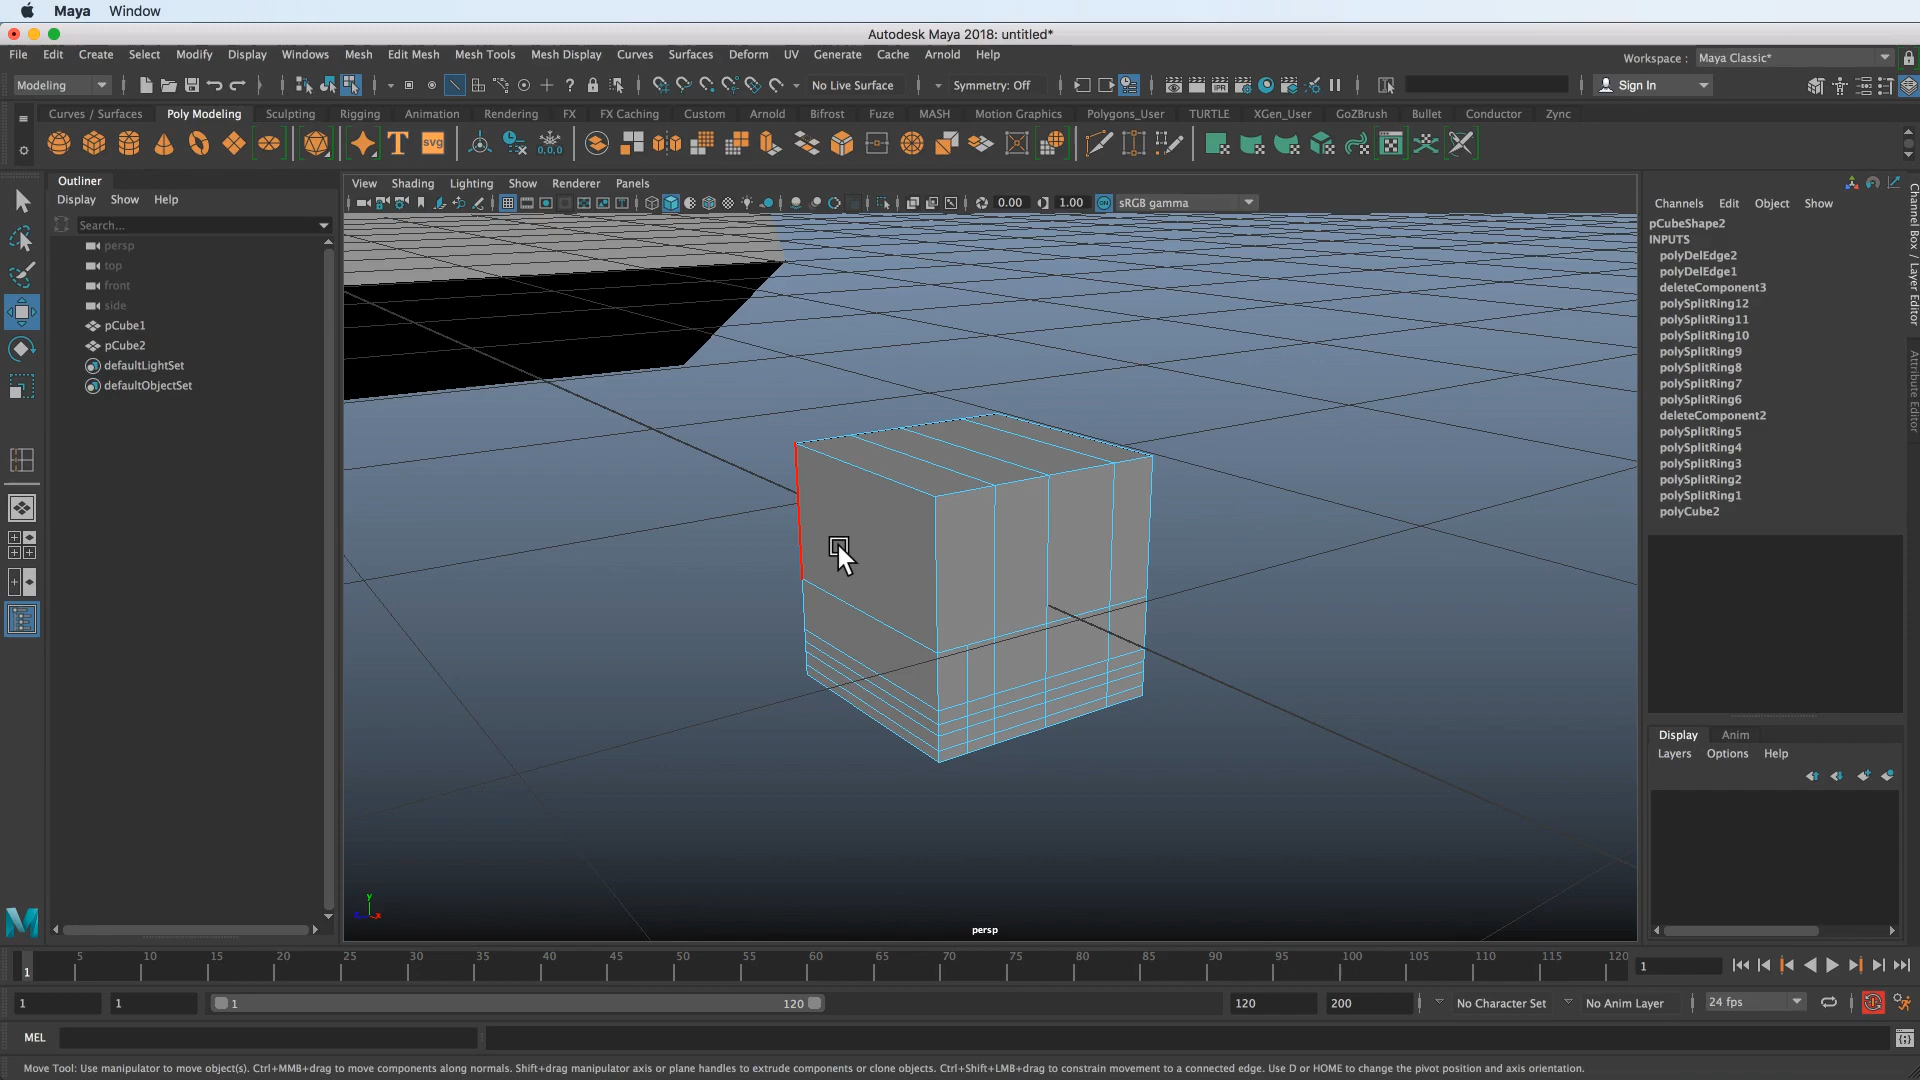 Maya Window
Autodesk Maya 2018: untitled*
File Edit Create Select Modify Display Windows Mesh Edit Mesh Mesh Tools Mesh Display Curves Surfaces Deform UV Generate Cache Arnold Help
Workspace : Maya Classic*
Modeling No Live Surface Symmetry: Off Sign In
Curves / Surfaces Poly Modeling Sculpting Rigging Animation Rendering FX FX Caching Custom Arnold Bifrost Fuze MASH Motion Graphics Polygons_User TURTLE XGen_User GoZBrush Bullet Conductor Zync
Outliner
Display Show Help
Search...
persp
top
front
side
pCube1
pCube2
defaultLightSet
defaultObjectSet
View Shading Lighting Show Renderer Panels
0.00 1.00 ON sRGB gamma
persp
Channels Edit Object Show
pCubeShape2
INPUTS
polyDelEdge2
polyDelEdge1
deleteComponent3
polySplitRing12
polySplitRing11
polySplitRing10
polySplitRing9
polySplitRing8
polySplitRing7
polySplitRing6
deleteComponent2
polySplitRing5
polySplitRing4
polySplitRing3
polySplitRing2
polySplitRing1
polyCube2
Channel Box / Layer Editor
Attribute Editor
Display Anim
Layers Options Help
5 10 15 20 25 30 35 40 45 50 55 60 65 70 75 80 85 90 95 100 105 110 115 120
1 1
1 1 1 120 120 200 No Character Set No Anim Layer 24 fps
MEL
Move Tool: Use manipulator to move object(s). Ctrl+MMB+drag to move components along normals. Shift+drag manipulator axis or plane handles to extrude components or clone objects. Ctrl+Shift+LMB+drag to constrain movement to a connected edge. Use D or HOME to change the pivot position and axis orientation.